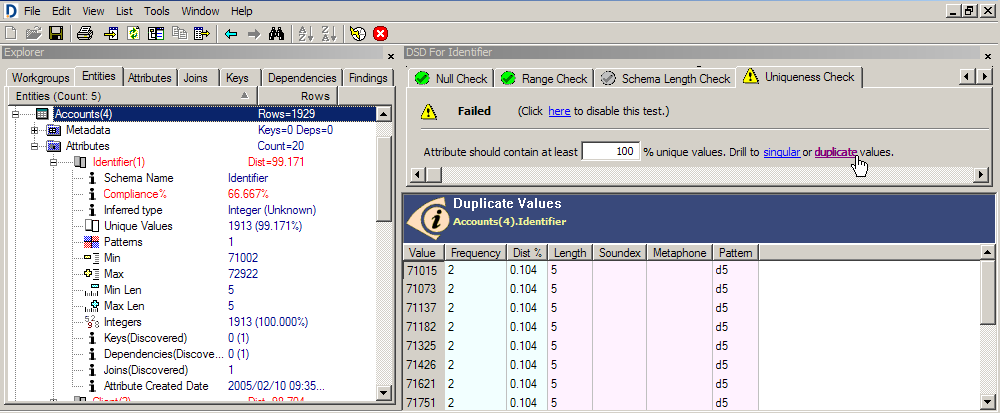 D File Edit View List Tools Window Help
Explorer
Workgroups Entities Attributes Joins Keys Dependencies Findings
Entities (Count: 5) Rows
Accounts(4) Rows=1929
Metadata Keys=0 Deps=0
Attributes Count=20
Identifier(1) Dist=99.171
Schema Name Identifier
Compliance% 66.667%
Inferred type Integer (Unknown)
Unique Values 1913 (99.171%)
Patterns 1
Min 71002
Max 72922
Min Len 5
Max Len 5
Integers 1913 (100.000%)
Keys(Discovered) 0 (1)
Dependencies(Discove... 0 (1)
Joins(Discovered) 1
Attribute Created Date 2005/02/10 09:35...
Client(2) Dist=98.704
DSD For Identifier
Null Check Range Check Schema Length Check Uniqueness Check
Failed (Click here to disable this test.)
Attribute should contain at least 100 % unique values. Drill to singular or duplicate values.
Duplicate Values
Accounts(4).Identifier
Value Frequency Dist % Length Soundex Metaphone Pattern
71015 2 0.104 5 d5
71073 2 0.104 5 d5
71137 2 0.104 5 d5
71182 2 0.104 5 d5
71325 2 0.104 5 d5
71426 2 0.104 5 d5
71621 2 0.104 5 d5
71751 2 0.104 5 d5